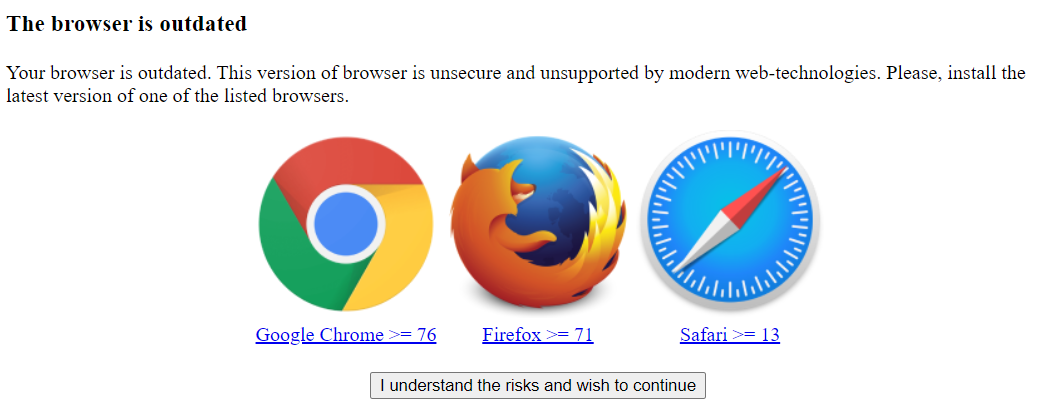 The browser is outdated
Your browser is outdated. This version of browser is unsecure and unsupported by modern web-technologies. Please, install the
latest version of one of the listed browsers.
Google Chrome >= 76
Firefox >= 71
Safari >= 13
I understand the risks and wish to continue